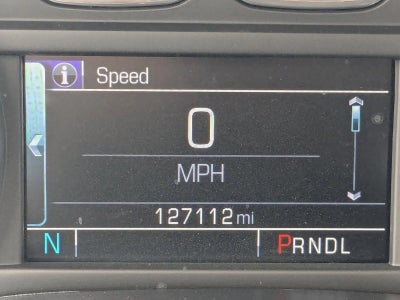 i Speed
0
MPH
127112 mi
N PRNDL